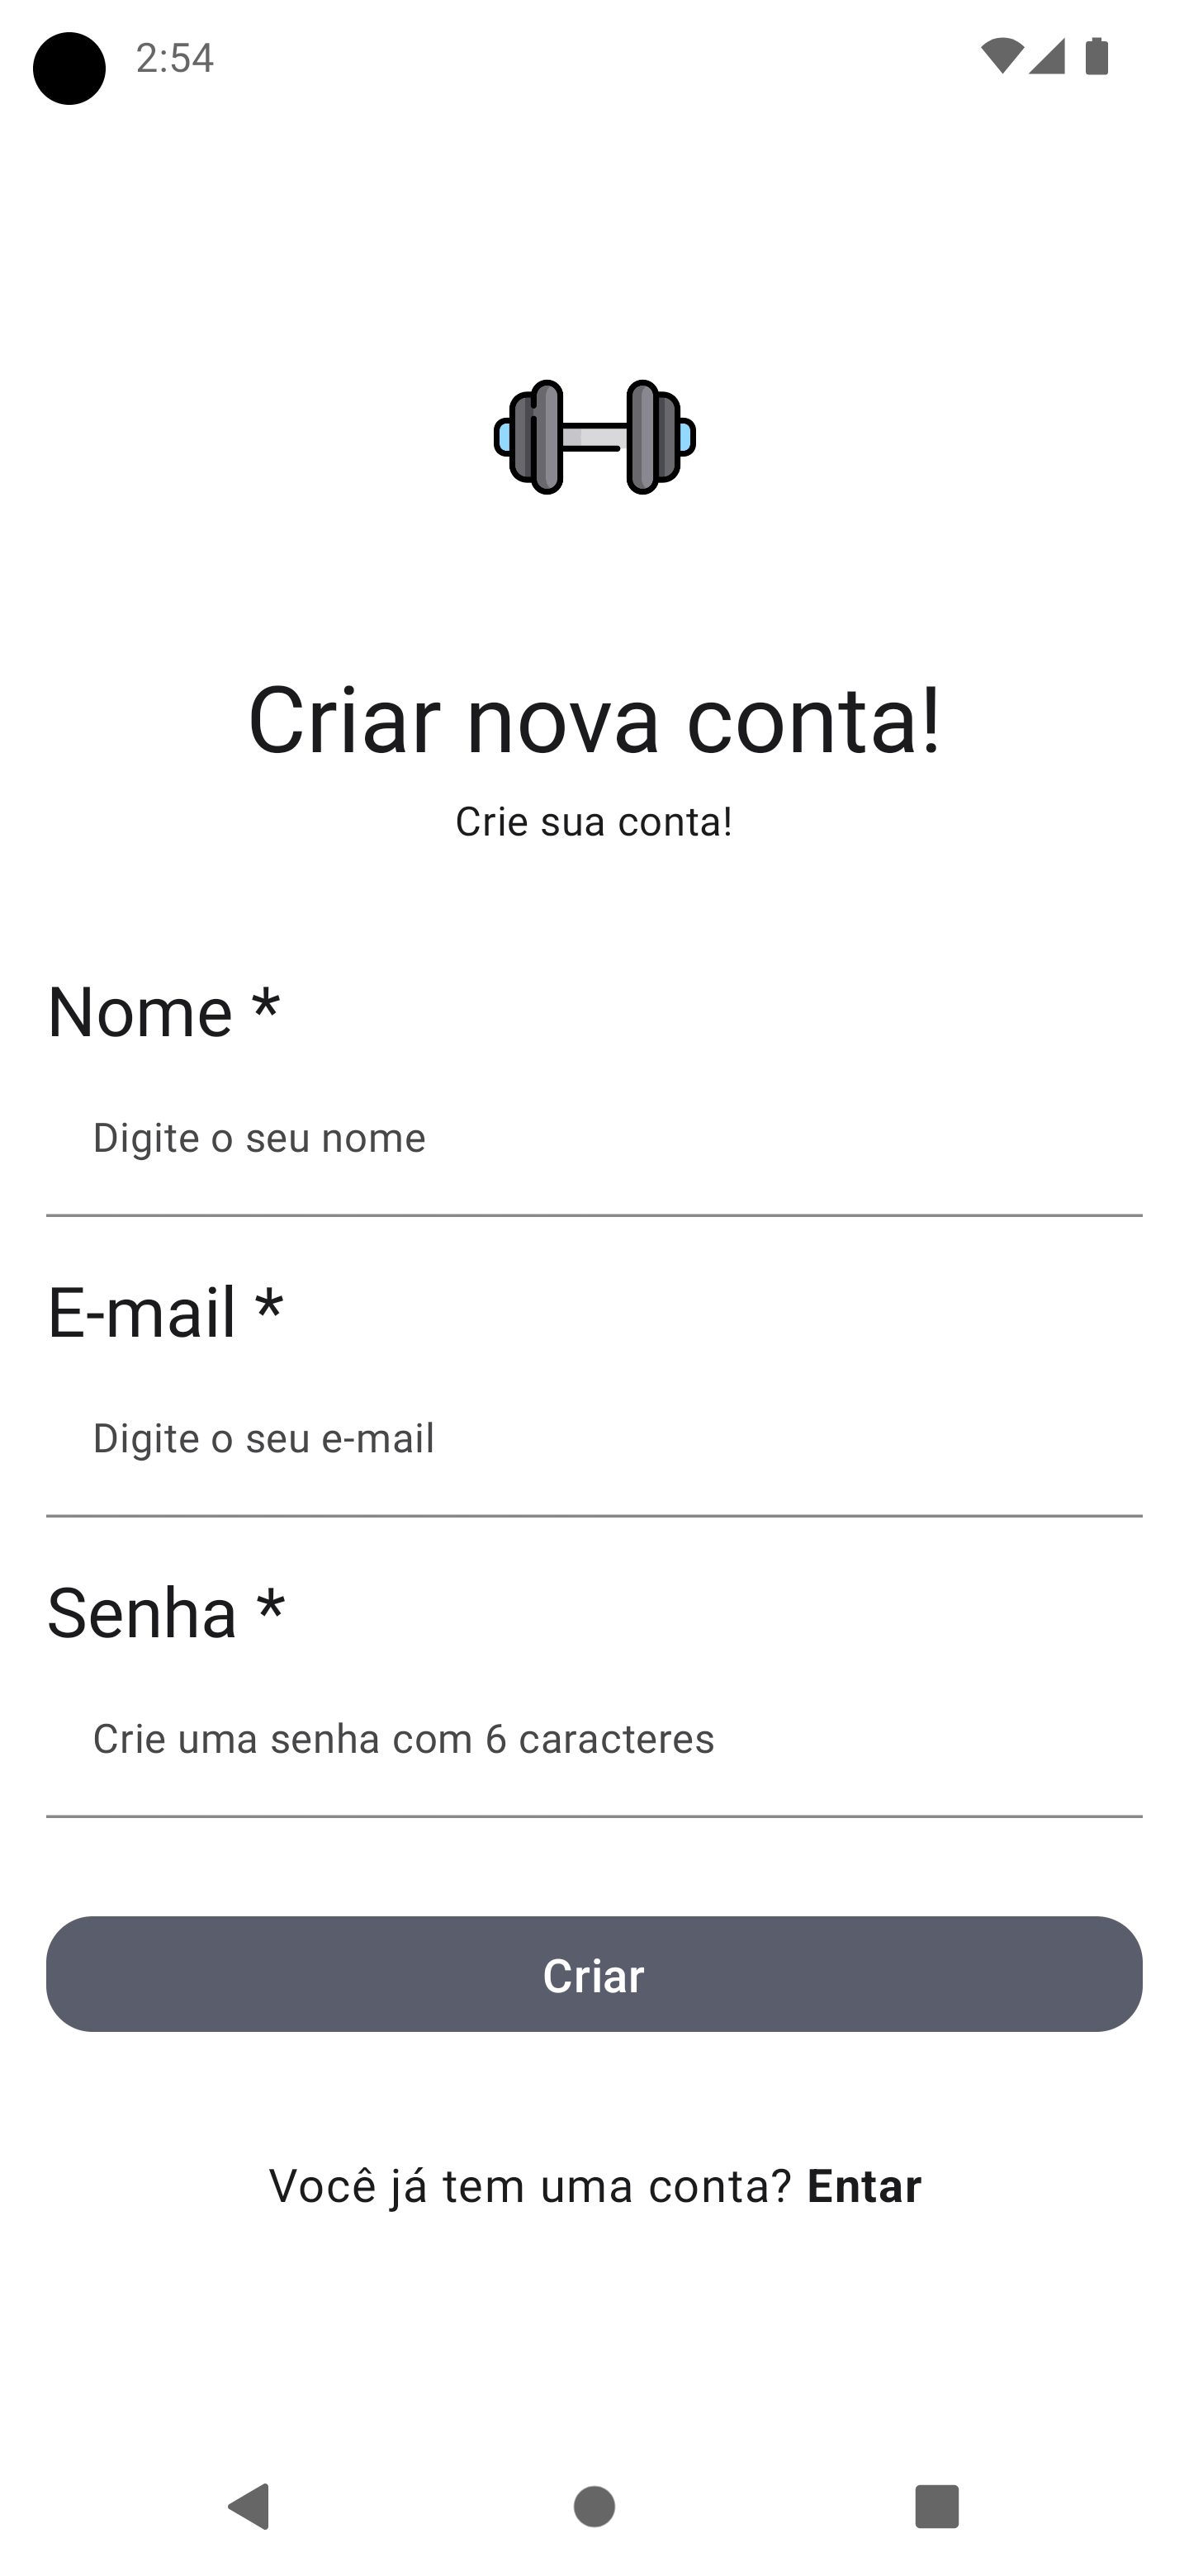 2:54
Criar nova conta!
Crie sua conta!
Nome *
Digite o seu nome
E-mail *
Digite o seu e-mail
Senha *
Crie uma senha com 6 caracteres
Criar
Você já tem uma conta? Entar